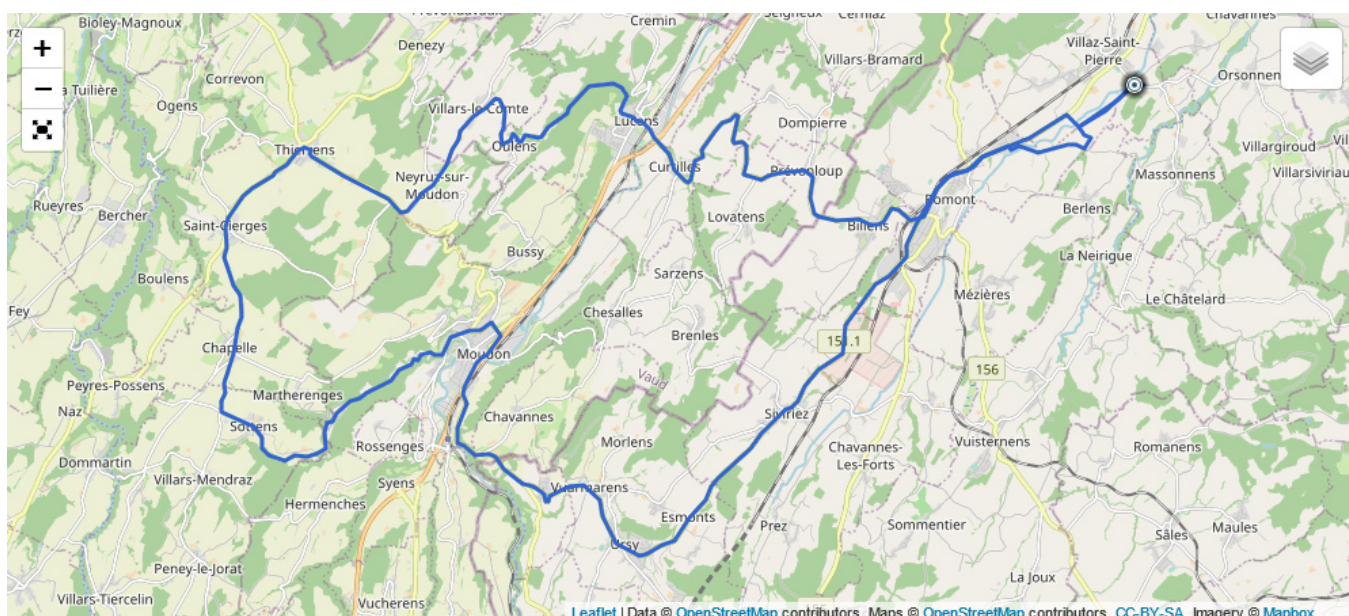 Bioley-Magnoux
Cremin
Chavannes
+
Denezy
Villaz-Saint-
Pierre
Correvon
Villars-Bramard
Orsonnen
−
La Tuilière
Ogens
Villars-le-Comte
Lucens
Dompierre
Oulens
Villargiroud
Thierrens
Curtilles
Prévonloup
Massonnens
Villarsiviriau
Neyruz-sur-
Moudon
Rueyres
Bercher
Romont
Berlens
Saint-Cierges
Lovatens
Billens
Bussy
La Neirigue
Boulens
Sarzens
Mézières
Le Châtelard
Fey
Chesalles
Brenles
Chapelle
Moudon
151.1
156
Peyres-Possens
Vaud
Martherenges
Naz
Chavannes
Siviriez
Sottens
Rossenges
Morlens
Vuisternens
Romanens
Dommartin
Chavannes-
Les-Forts
Villars-Mendraz
Syens
Vuarmarens
Hermenches
Esmonts
Prez
Sommentier
Maules
Sâles
Ursy
Peney-le-Jorat
La Joux
Villars-Tiercelin
Vucherens
Leaflet | Data © OpenStreetMap contributors, Maps © OpenStreetMap contributors, CC-BY-SA, Imagery © Mapbox